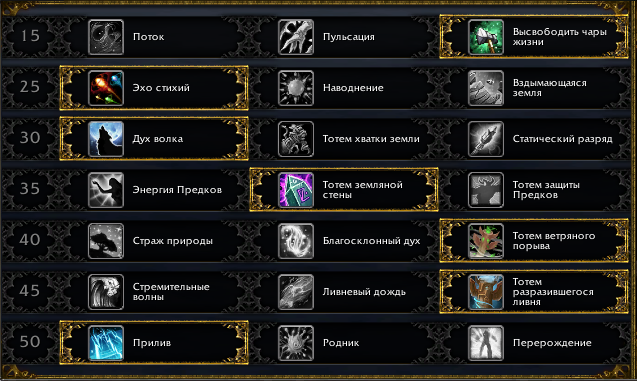 15 Поток Пульсация Высвободить чары
жизни
25 Эхо стихий Наводнение Вздымающаяся
земля
30 Дух волка Тотем хватки земли Статический разряд
35 Энергия Предков Тотем земляной
стены Тотем защиты
Предков
40 Страж природы Благосклонный дух Тотем ветряного
порыва
45 Стремительные
волны Ливневый дождь Тотем
разразившегося
ливня
50 Прилив Родник Перерождение